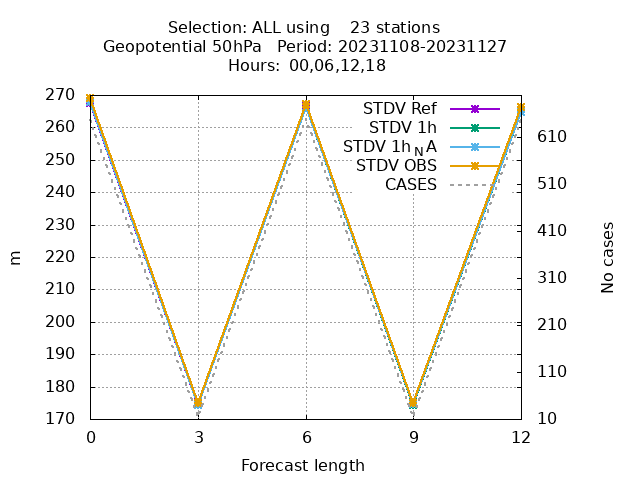 Selection: ALL using    23 stations
Geopotential 50hPa   Period: 20231108-20231127
Hours: 00,06,12,18
STDV Ref
STDV 1h
STDV 1h_N A
STDV OBS
CASES
270
260
250
240
230
220
210
200
190
180
170
610
510
410
310
210
110
10
m
No cases
0 3 6 9 12
Forecast length